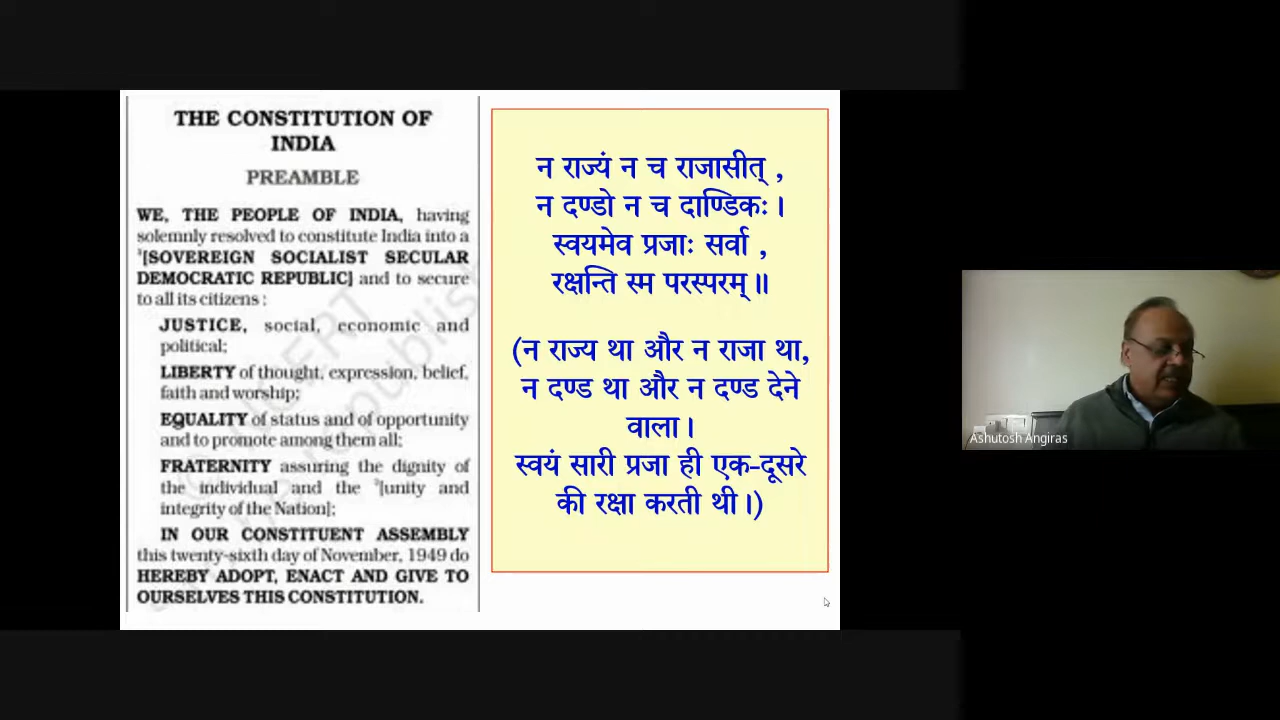 THE CONSTITUTION OF
INDIA
PREAMBLE
WE, THE PEOPLE OF INDIA, having
solemnly resolved to constitute India into a
[SOVEREIGN SOCIALIST SECULAR
DEMOCRATIC REPUBLIC] and to secure
to all its citizens :
JUSTICE, social, economic and
political;
LIBERTY of thought, expression, belief,
faith and worship;
EQUALITY of status and of opportunity
and to promote among them all;
FRATERNITY assuring the dignity of
the individual and the [unity and
integrity of the Nation];
IN OUR CONSTITUENT ASSEMBLY
this twenty-sixth day of November, 1949 do
HEREBY ADOPT, ENACT AND GIVE TO
OURSELVES THIS CONSTITUTION.
न राज्यं न च राजासीत् ,
न दण्डो न च दाण्डिकः ।
स्वयमेव प्रजाः सर्वा ,
रक्षन्ति स्म परस्परम् ॥
(न राज्य था और न राजा था,
न दण्ड था और न दण्ड देने
वाला ।
स्वयं सारी प्रजा ही एक-दूसरे
की रक्षा करती थी ।)
Ashutosh Angiras